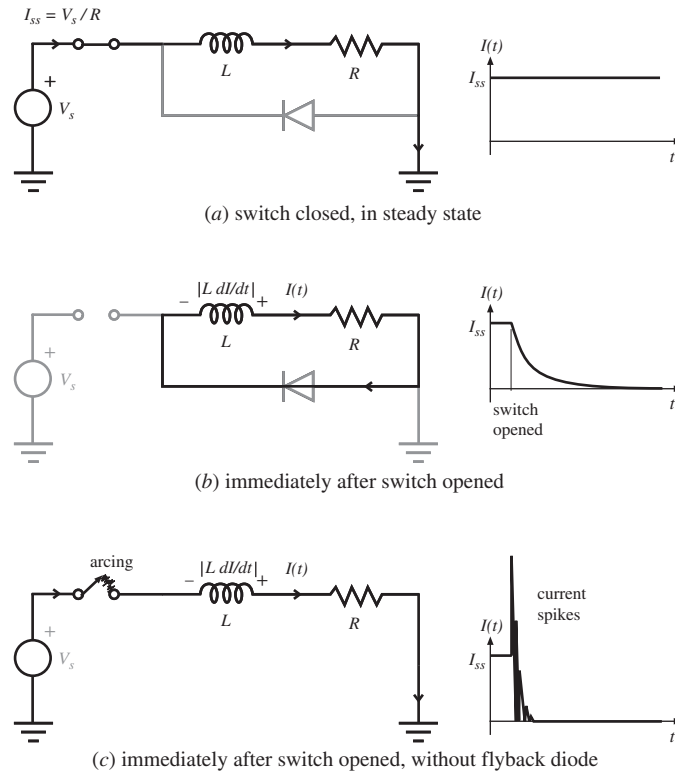 I_ss = V_s / R
+
V_s
L
R
I(t)
I_ss
t
(a) switch closed, in steady state
− |L dI/dt| + I(t)
+
V_s
L
R
I(t)
I_ss
t
switch
opened
(b) immediately after switch opened
arcing
− |L dI/dt| + I(t)
+
V_s
L
R
current
spikes
I(t)
I_ss
t
(c) immediately after switch opened, without flyback diode